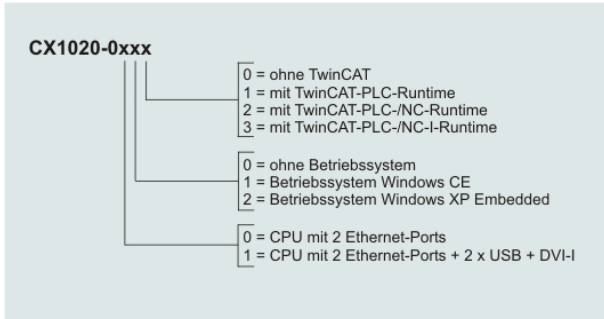 CX1020-0xxx
0 = ohne TwinCAT
1 = mit TwinCAT-PLC-Runtime
2 = mit TwinCAT-PLC-/NC-Runtime
3 = mit TwinCAT-PLC-/NC-I-Runtime
0 = ohne Betriebssystem
1 = Betriebssystem Windows CE
2 = Betriebssystem Windows XP Embedded
0 = CPU mit 2 Ethernet-Ports
1 = CPU mit 2 Ethernet-Ports + 2 x USB + DVI-I